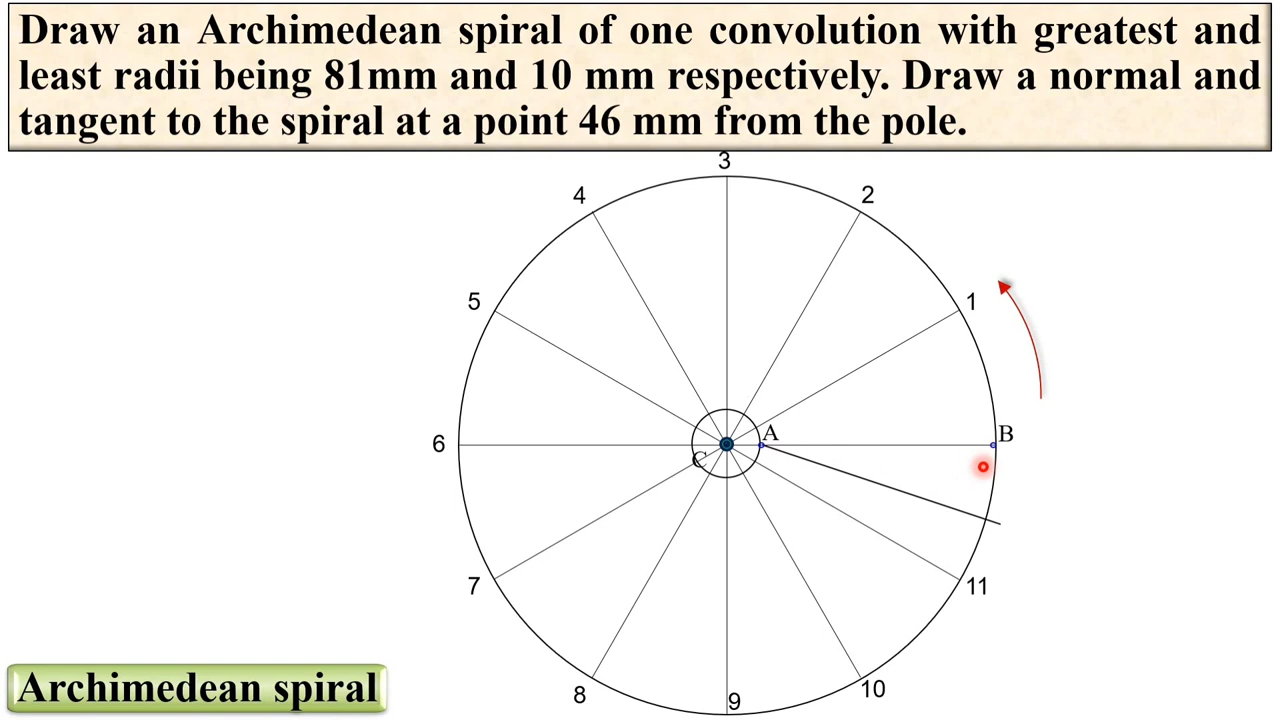 Draw an Archimedean spiral of one convolution with greatest and
least radii being 81mm and 10 mm respectively. Draw a normal and
tangent to the spiral at a point 46 mm from the pole.
3
4
2
5
1
A
6
B
C
7
11
8
9
10
Archimedean spiral